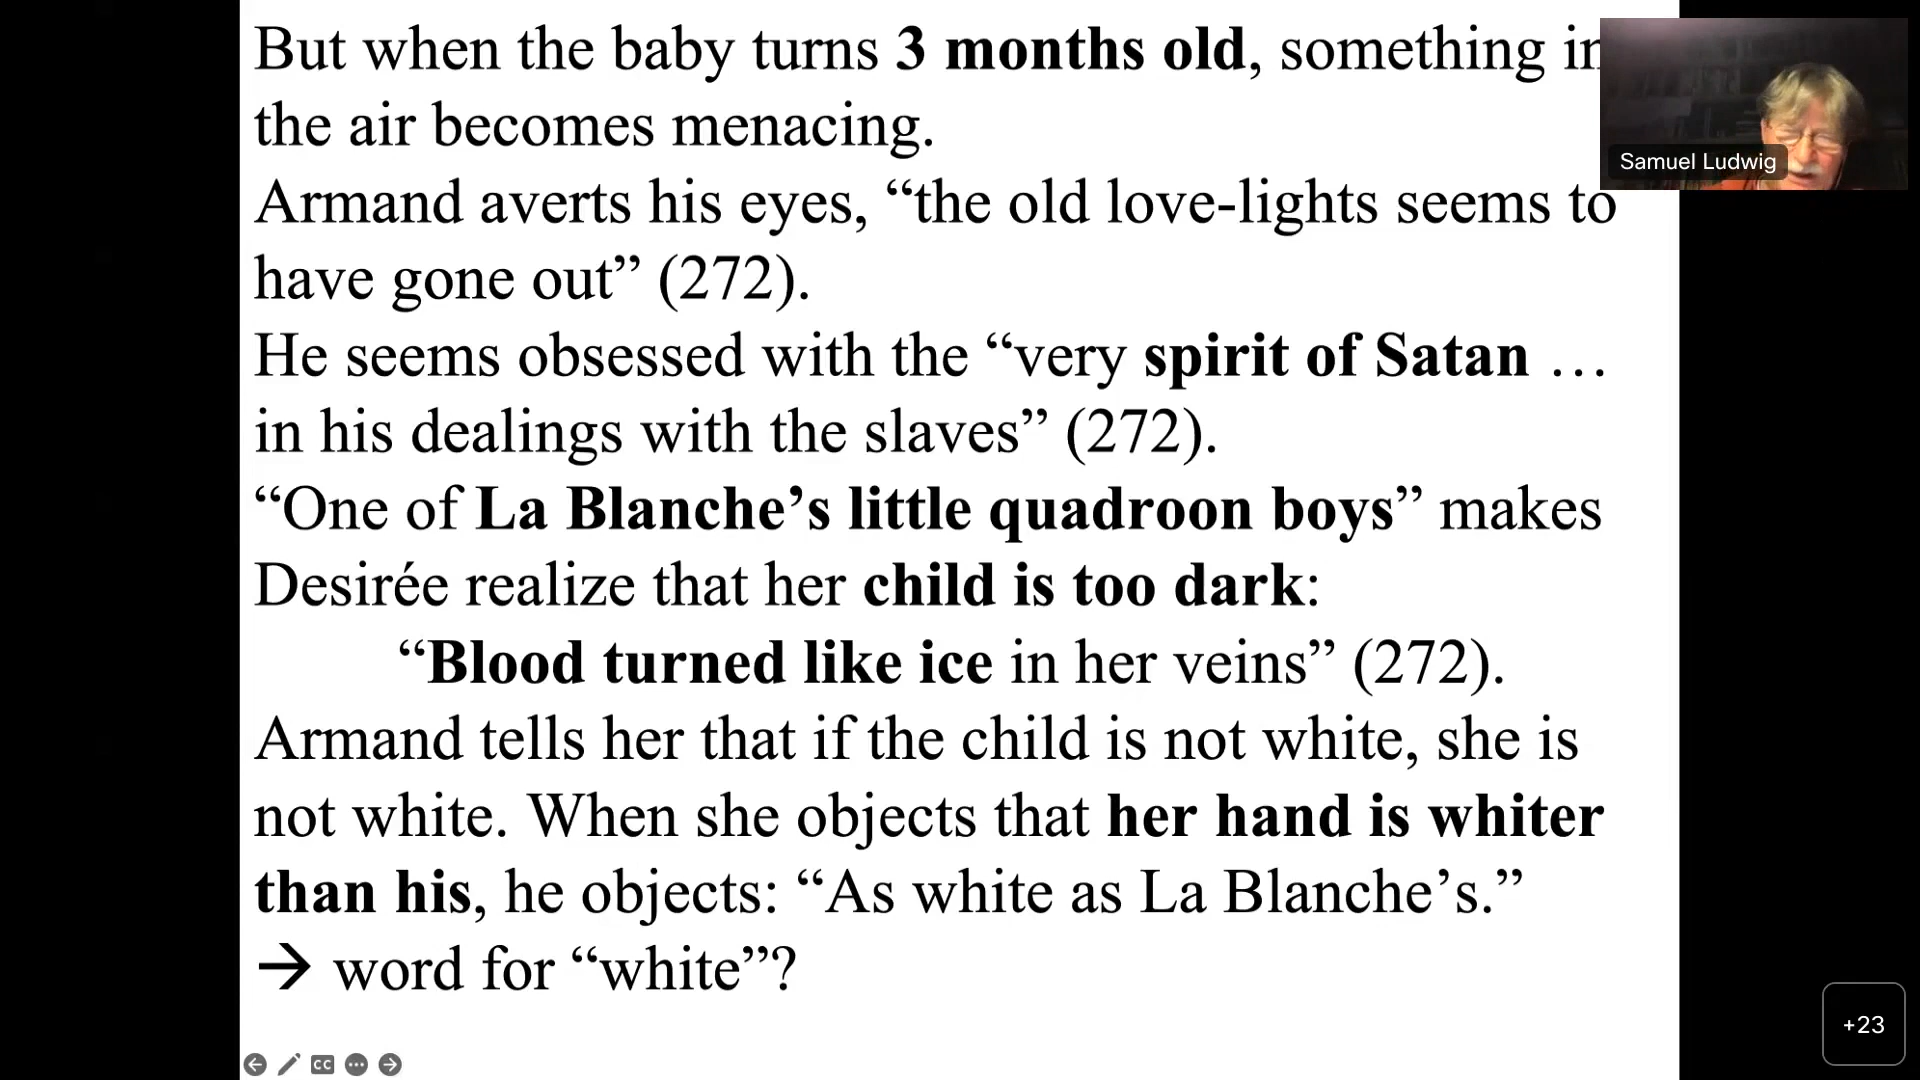 But when the baby turns 3 months old, something in
the air becomes menacing.
Armand averts his eyes, “the old love-lights seems to
have gone out” (272).
He seems obsessed with the “very spirit of Satan …
in his dealings with the slaves” (272).
“One of La Blanche’s little quadroon boys” makes
Desirée realize that her child is too dark:
“Blood turned like ice in her veins” (272).
Armand tells her that if the child is not white, she is
not white. When she objects that her hand is whiter
than his, he objects: “As white as La Blanche’s.”
→ word for “white”?
Samuel Ludwig
CC
+23